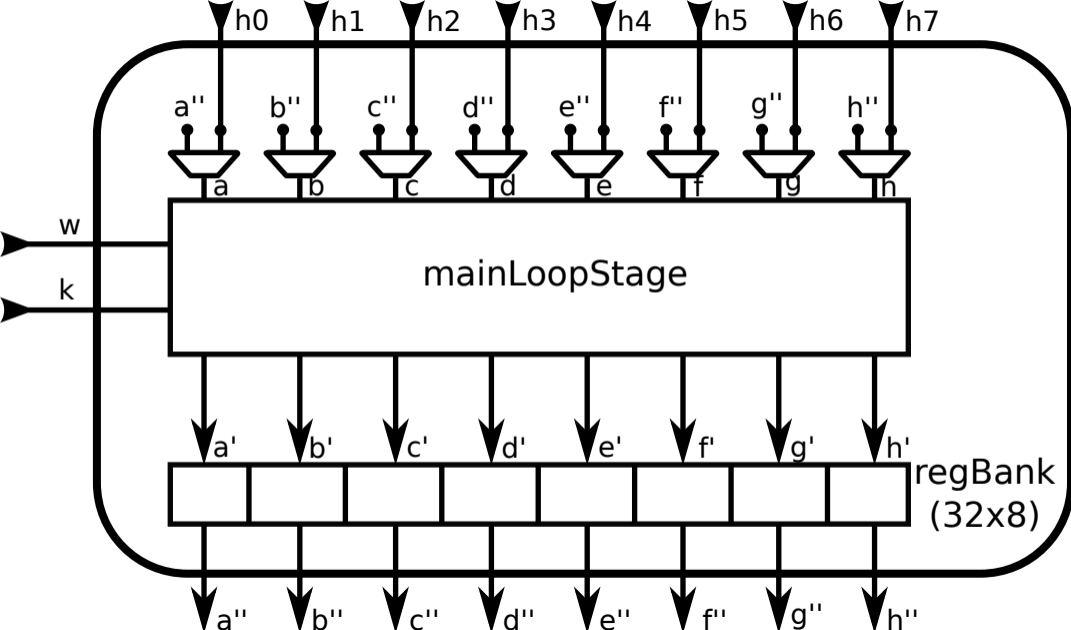 h0 h1 h2 h3 h4 h5 h6 h7
a'' b'' c'' d'' e'' f'' g'' h''
a b c d e f g h
w
mainLoopStage
k
a' b' c' d' e' f' g' h'
regBank
(32x8)
a'' b'' c'' d'' e'' f'' g'' h''